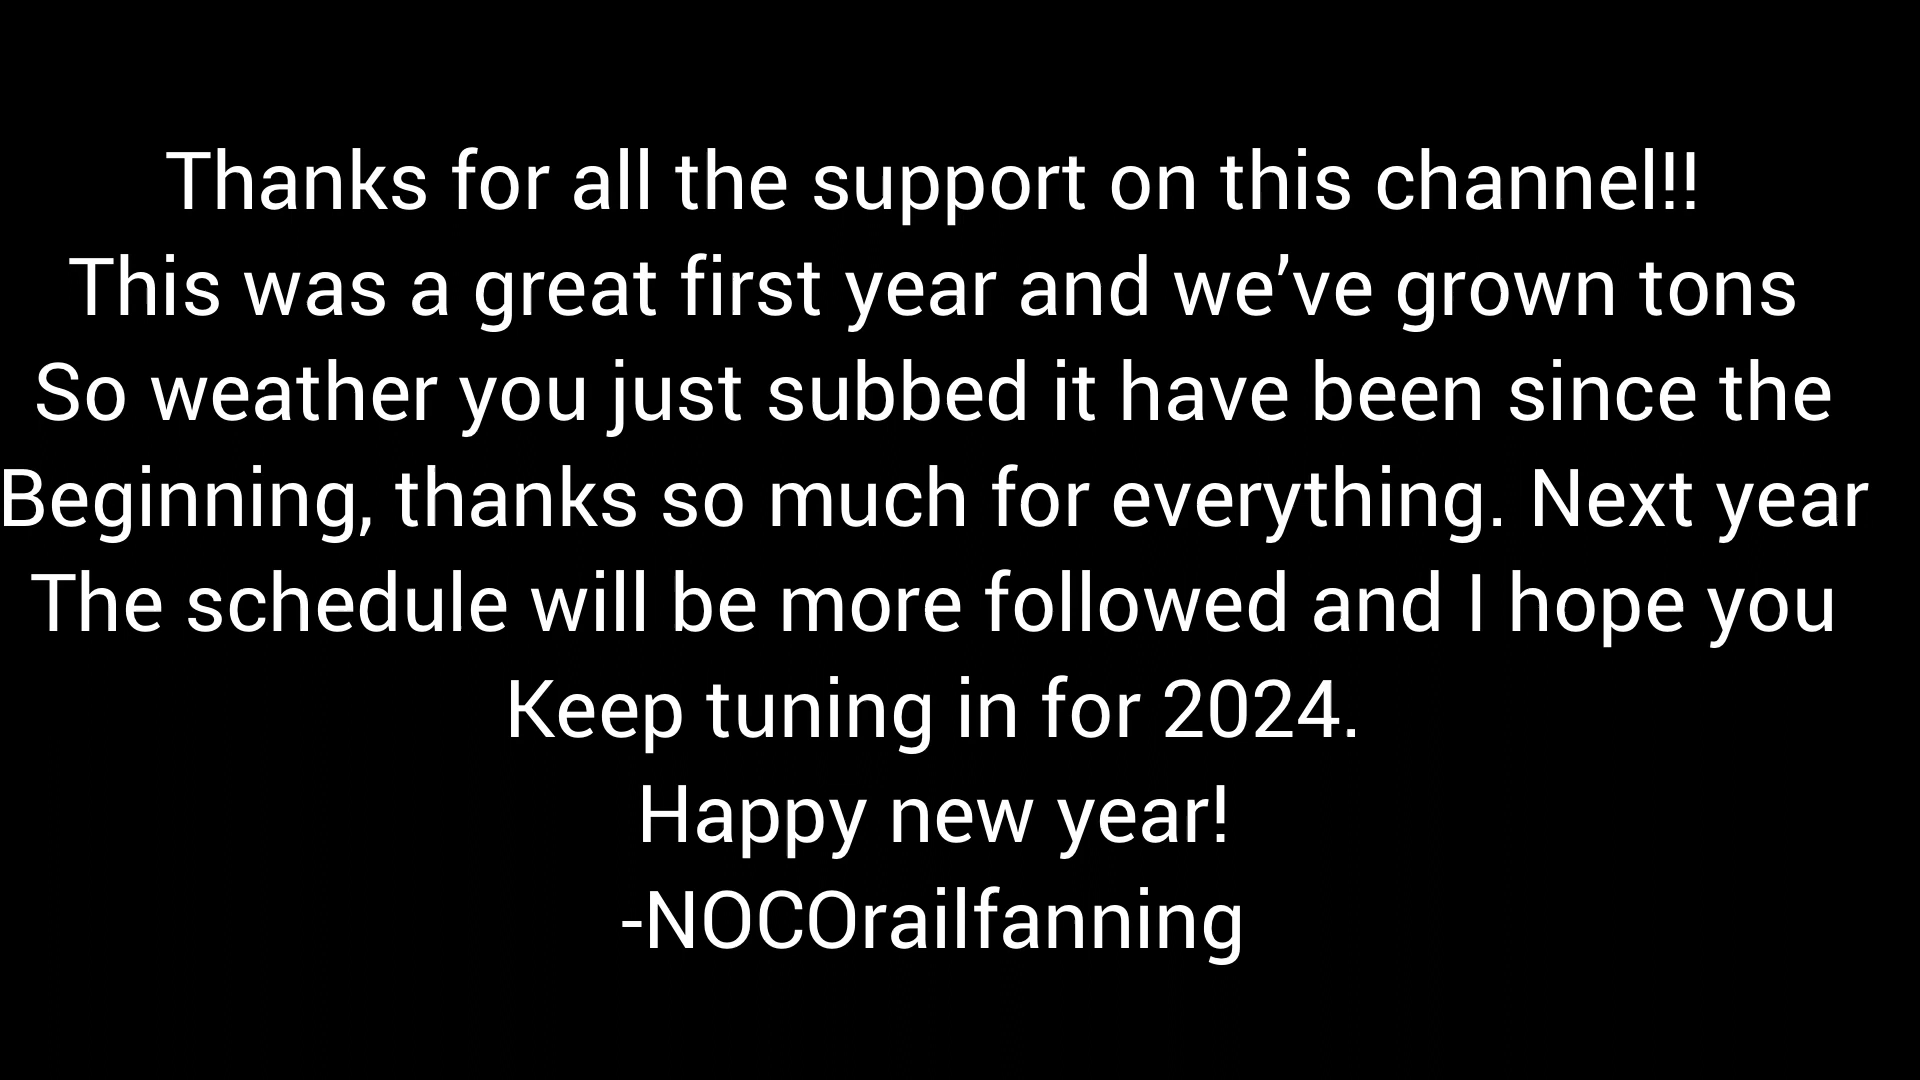 Thanks for all the support on this channel!!
This was a great first year and we’ve grown tons
So weather you just subbed it have been since the
Beginning, thanks so much for everything. Next year
The schedule will be more followed and I hope you
Keep tuning in for 2024.
Happy new year!
-NOCOrailfanning